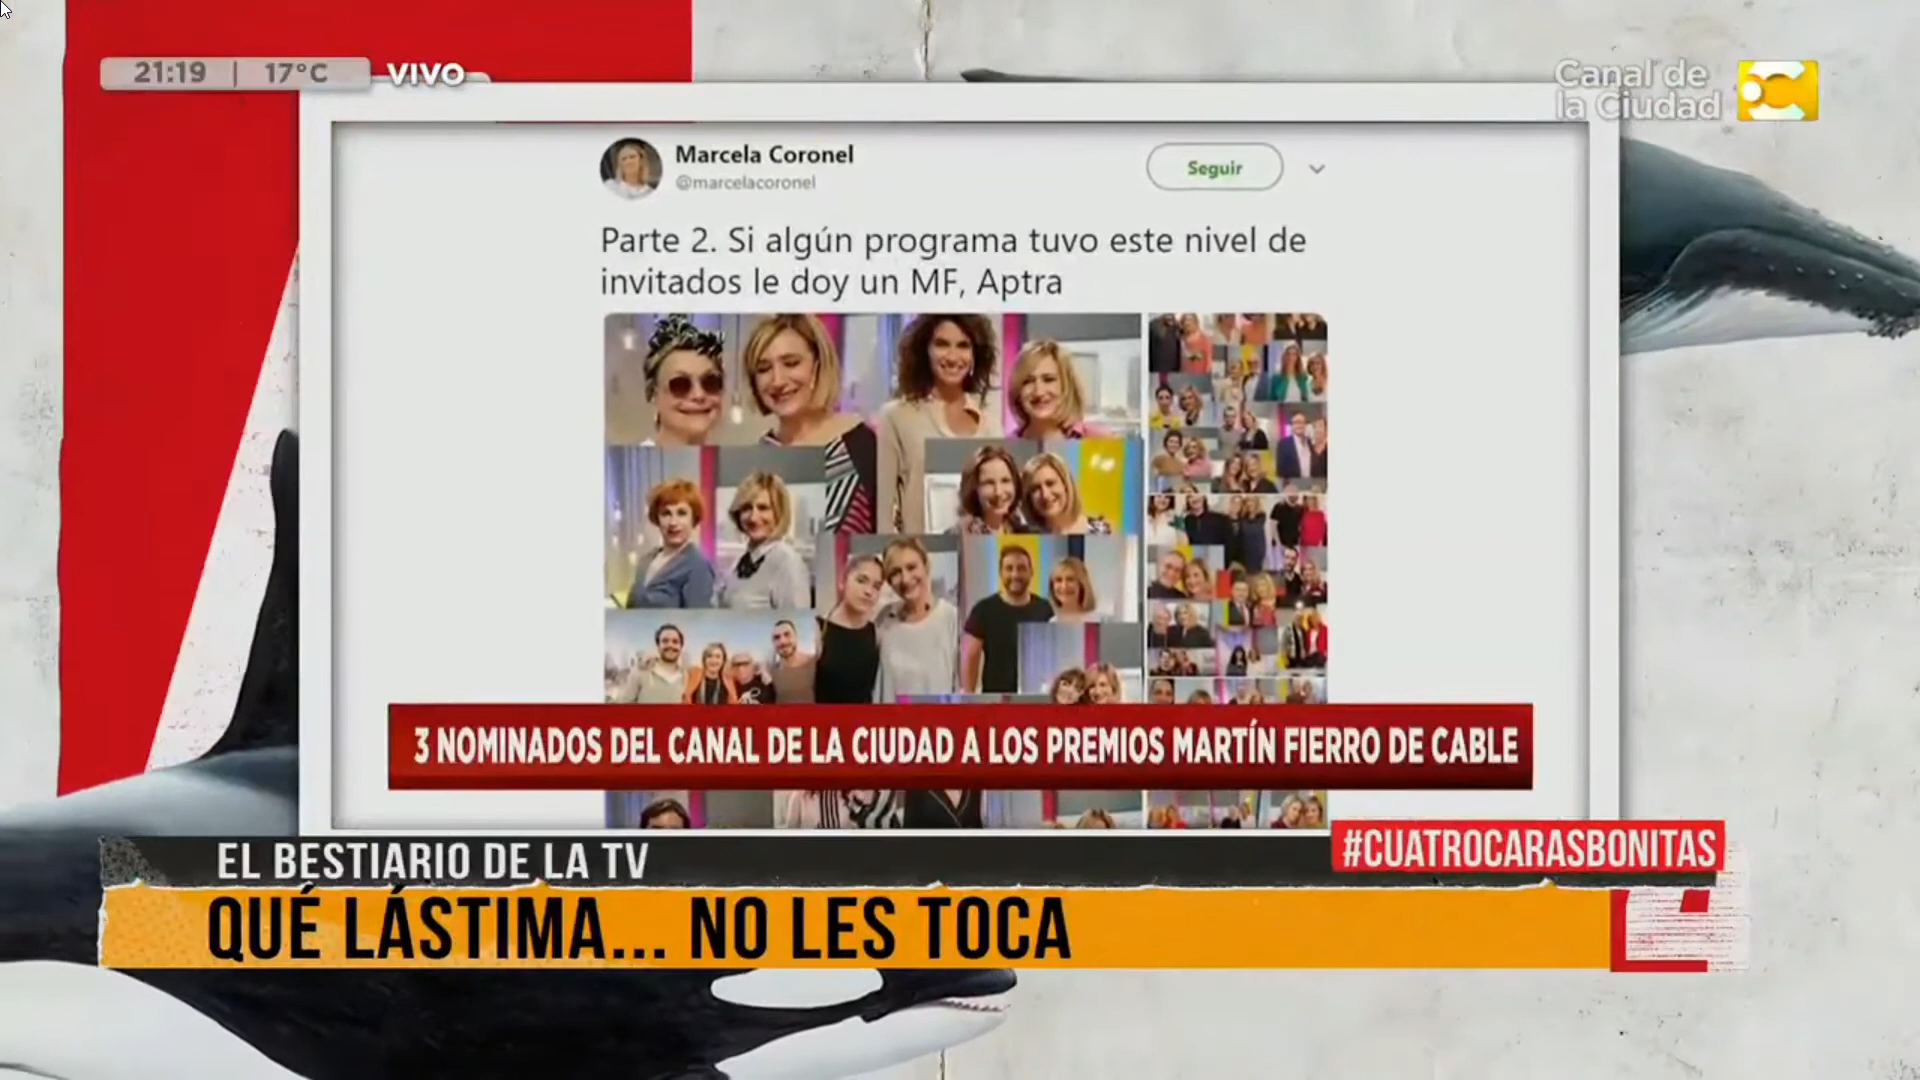 21:19 | 17°C VIVO
Canal de
la Ciudad
Marcela Coronel
@marcelacoronel
Seguir
Parte 2. Si algún programa tuvo este nivel de
invitados le doy un MF, Aptra
3 NOMINADOS DEL CANAL DE LA CIUDAD A LOS PREMIOS MARTÍN FIERRO DE CABLE
#CUATROCARASBONITAS
EL BESTIARIO DE LA TV
QUÉ LÁSTIMA... NO LES TOCA